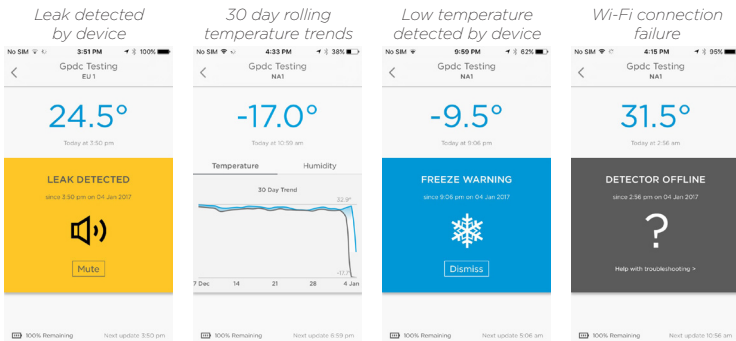 Leak detected
by device
No SIM 3:51 PM 100%
Gpdc Testing
EU 1
24.5°
Today at 3:50 pm
LEAK DETECTED
since 3:50 pm on 04 Jan 2017
Mute
100% Remaining Next update 3:50 pm
30 day rolling
temperature trends
No SIM 4:33 PM 38%
Gpdc Testing
NA1
-17.0°
Today at 10:55 am
Temperature Humidity
30 Day Trend
32.9°
-17.7°
7 Dec 14 21 28 4 Jan
100% Remaining Next update 6:59 pm
Low temperature
detected by device
No SIM 9:59 PM 62%
Gpdc Testing
NA1
-9.5°
Today at 5:06 pm
FREEZE WARNING
since 9:06 pm on 04 Jan 2017
Dismiss
100% Remaining Next update 5:06 am
Wi-Fi connection
failure
No SIM 4:15 PM 95%
Gpdc Testing
NA1
31.5°
Today at 2:56 am
DETECTOR OFFLINE
since 2:56 pm on 04 Jan 2017
?
Help with troubleshooting >
100% Remaining Next update 10:56 am